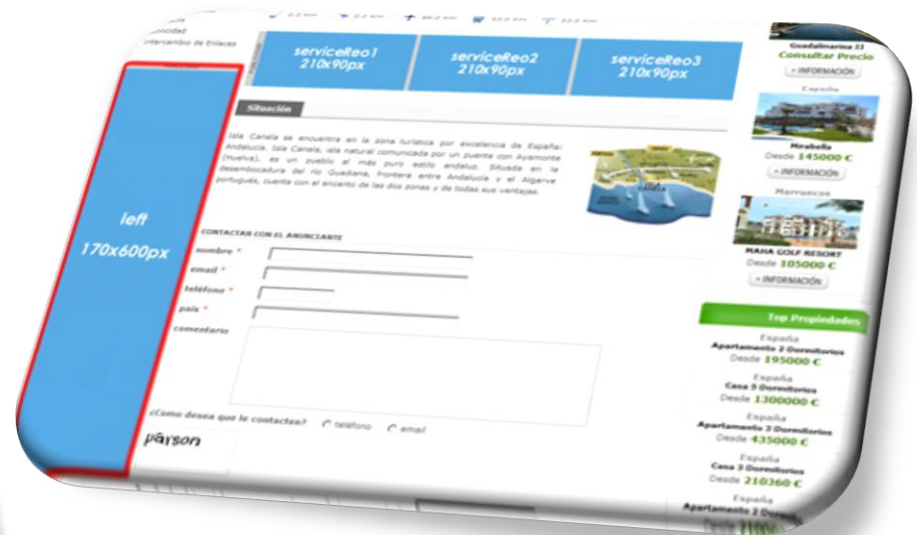 Intercambio de Enlaces
serviceReo1
210x90px
serviceReo2
210x90px
serviceReo3
210x90px
Situación
Isla Canela se encuentra en la zona turística por excelencia de España:
Andalucía. Isla Canela, isla natural comunicada por un puente con Ayamonte
(Huelva), es un pueblo al más puro estilo andaluz. Situada en la
desembocadura del río Guadiana, frontera entre Andalucía y el Algarve
portugués, cuenta con el encanto de las dos zonas y de todas sus ventajas.
CANELA
left
170x600px
CONTACTAR CON EL ANUNCIANTE
nombre *
email *
teléfono *
país *
comentario
¿Como desea que le contacten?
teléfono
email
parson
Guadalmarina II
Consultar Precio
+ INFORMACIÓN
España
Mirabella
Desde 145000 €
+ INFORMACIÓN
Marruecos
MAHA GOLF RESORT
Desde 105000 €
+ INFORMACIÓN
Top Propiedades
España
Apartamento 2 Dormitorios
Desde 195000 €
España
Casa 5 Dormitorios
Desde 1300000 €
España
Apartamento 3 Dormitorios
Desde 435000 €
España
Casa 3 Dormitorios
Desde 210360 €
España
Apartamento 2
Desde